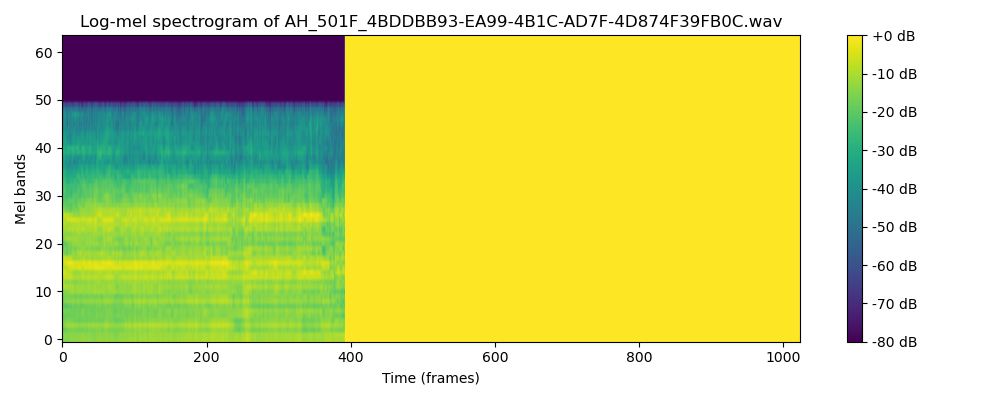 Log-mel spectrogram of AH_501F_4BDDBB93-EA99-4B1C-AD7F-4D874F39FB0C.wav
60
50
40
30
20
10
0
Mel bands
0 200 400 600 800 1000
Time (frames)
+0 dB
-10 dB
-20 dB
-30 dB
-40 dB
-50 dB
-60 dB
-70 dB
-80 dB